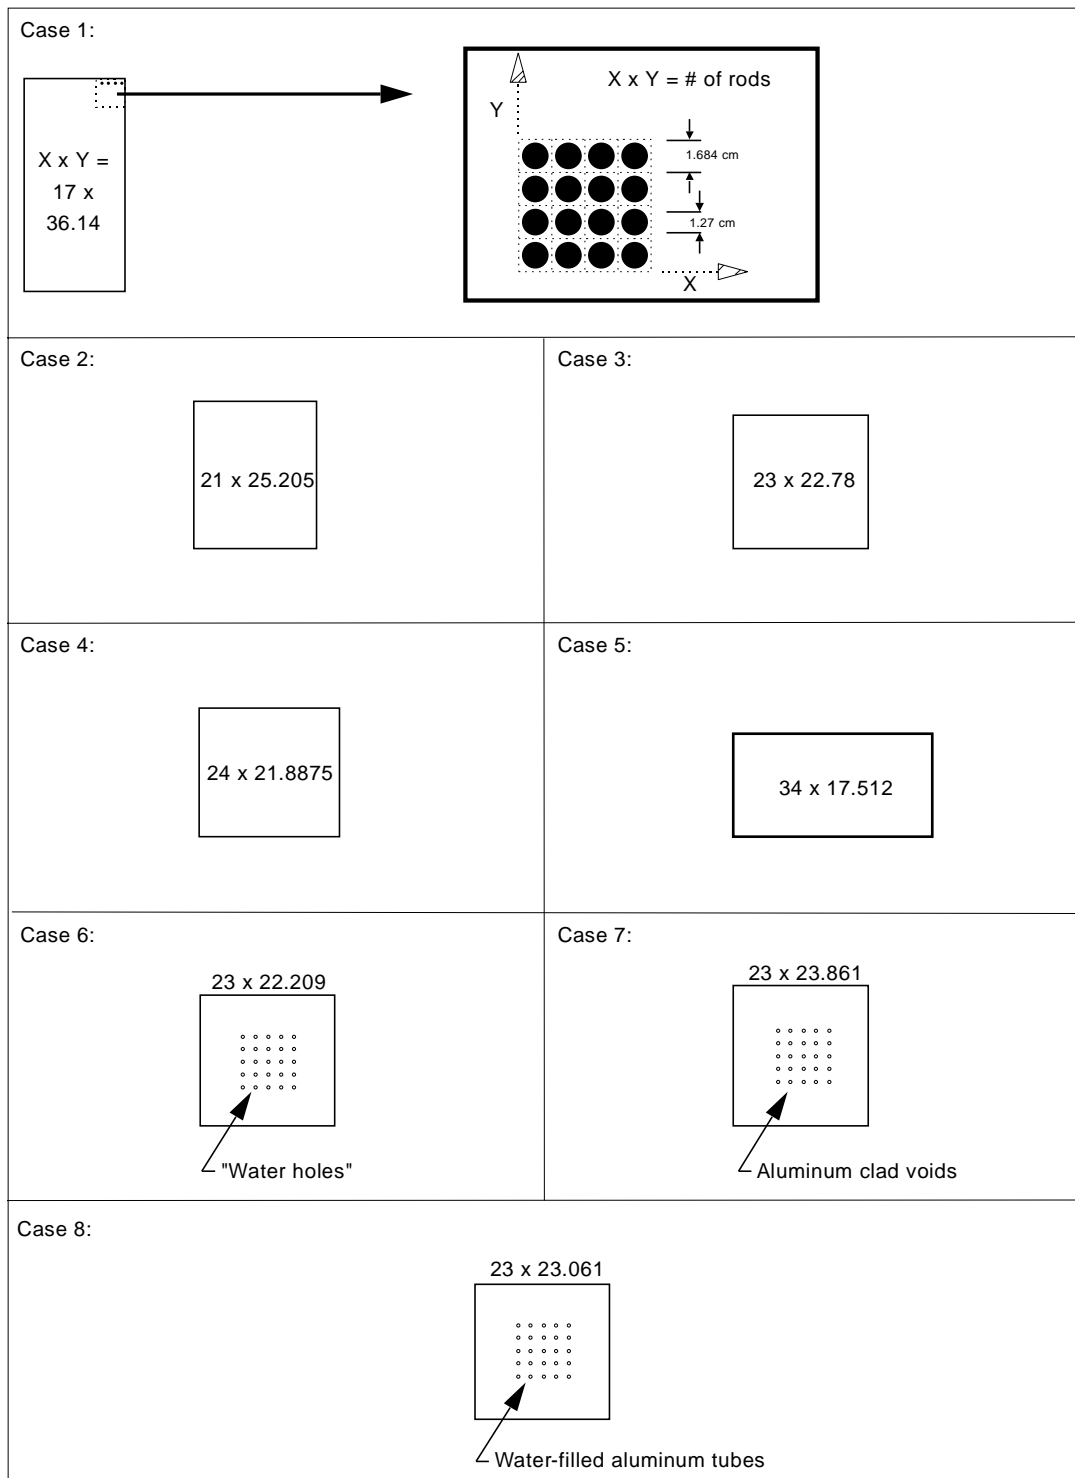 Case 1:
X x Y =
17 x
36.14
X x Y = # of rods
Y
1.684 cm
1.27 cm
X
Case 2:
21 x 25.205
Case 3:
23 x 22.78
Case 4:
24 x 21.8875
Case 5:
34 x 17.512
Case 6:
23 x 22.209
"Water holes"
Case 7:
23 x 23.861
Aluminum clad voids
Case 8:
23 x 23.061
Water-filled aluminum tubes